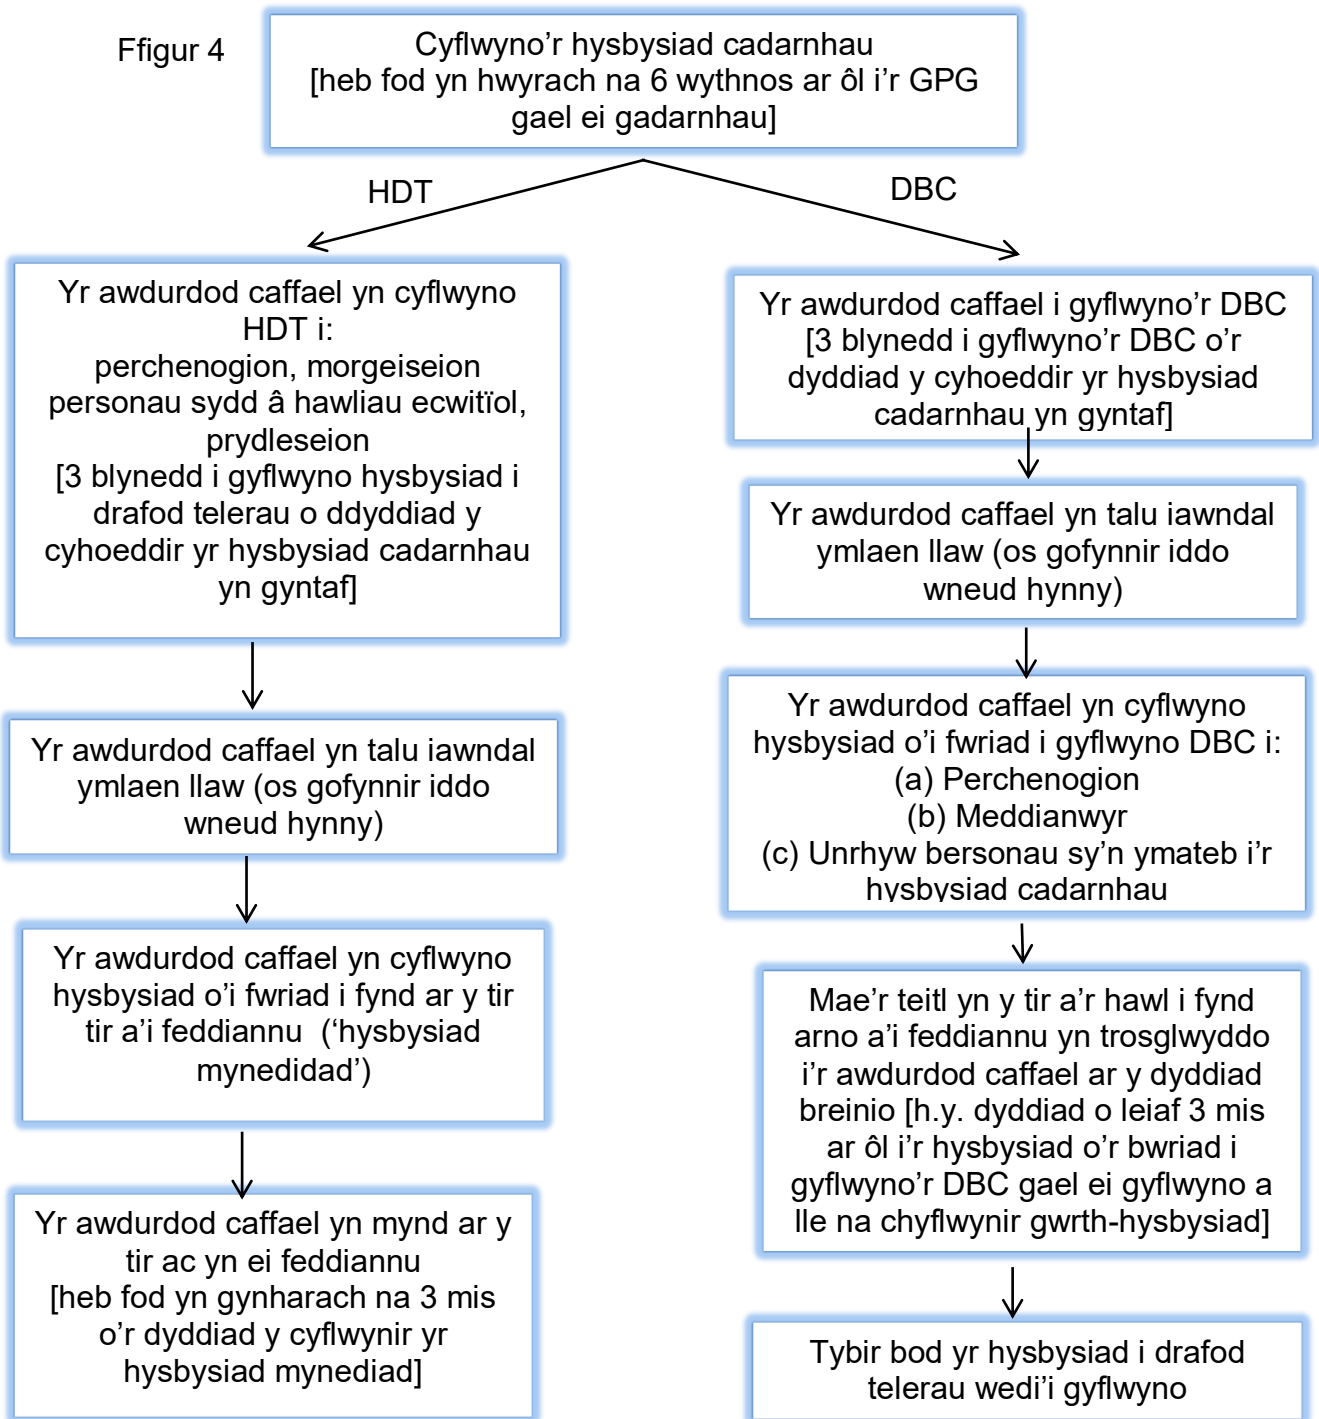 Ffigur 4
Cyflwyno’r hysbysiad cadarnhau
[heb fod yn hwyrach na 6 wythnos ar ôl i’r GPG
gael ei gadarnhau]
HDT
DBC
Yr awdurdod caffael yn cyflwyno
HDT i:
perchenogion, morgeiseion
personau sydd â hawliau ecwitïol,
prydleseion
[3 blynedd i gyflwyno hysbysiad i
drafod telerau o ddyddiad y
cyhoeddir yr hysbysiad cadarnhau
yn gyntaf]
Yr awdurdod caffael yn talu iawndal
ymlaen llaw (os gofynnir iddo
wneud hynny)
Yr awdurdod caffael yn cyflwyno
hysbysiad o’i fwriad i fynd ar y tir
tir a’i feddiannu (‘hysbysiad
mynedidad’)
Yr awdurdod caffael yn mynd ar y
tir ac yn ei feddiannu
[heb fod yn gynharach na 3 mis
o’r dyddiad y cyflwynir yr
hysbysiad mynediad]
Yr awdurdod caffael i gyflwyno’r DBC
[3 blynedd i gyflwyno’r DBC o’r
dyddiad y cyhoeddir yr hysbysiad
cadarnhau yn gyntaf]
Yr awdurdod caffael yn talu iawndal
ymlaen llaw (os gofynnir iddo
wneud hynny)
Yr awdurdod caffael yn cyflwyno
hysbysiad o’i fwriad i gyflwyno DBC i:
(a) Perchenogion
(b) Meddianwyr
(c) Unrhyw bersonau sy’n ymateb i’r
hysbysiad cadarnhau
Mae’r teitl yn y tir a’r hawl i fynd
arno a’i feddiannu yn trosglwyddo
i’r awdurdod caffael ar y dyddiad
breinio [h.y. dyddiad o leiaf 3 mis
ar ôl i’r hysbysiad o’r bwriad i
gyflwyno’r DBC gael ei gyflwyno a
lle na chyflwynir gwrth-hysbysiad]
Tybir bod yr hysbysiad i drafod
telerau wedi’i gyflwyno